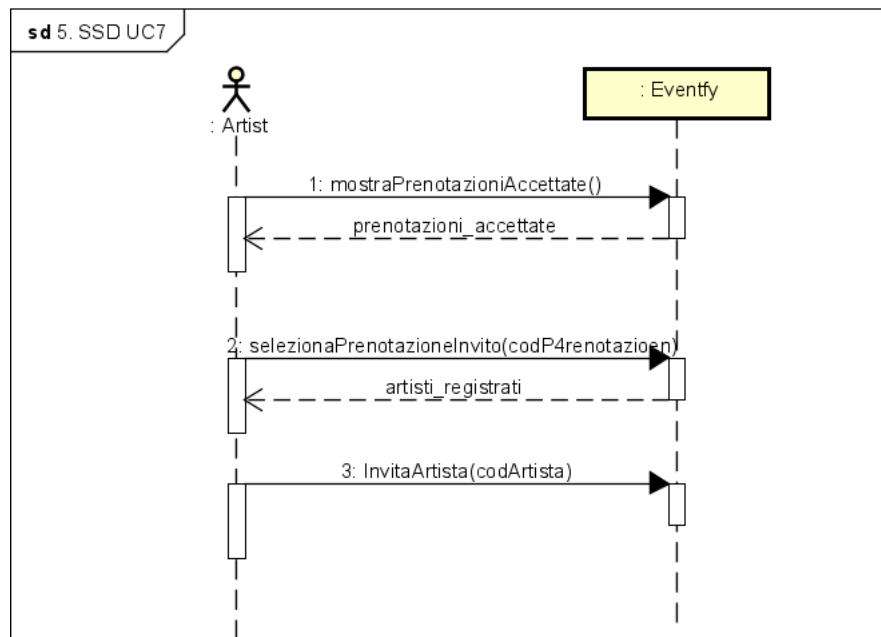 sd 5. SSD UC7
: Artist
: Eventfy
1: mostraPrenotazioniAccettate()
prenotazioni_accettate
2: selezionaPrenotazioneInvito(codP4renotazioen)
artisti_registrati
3: InvitaArtista(codArtista)